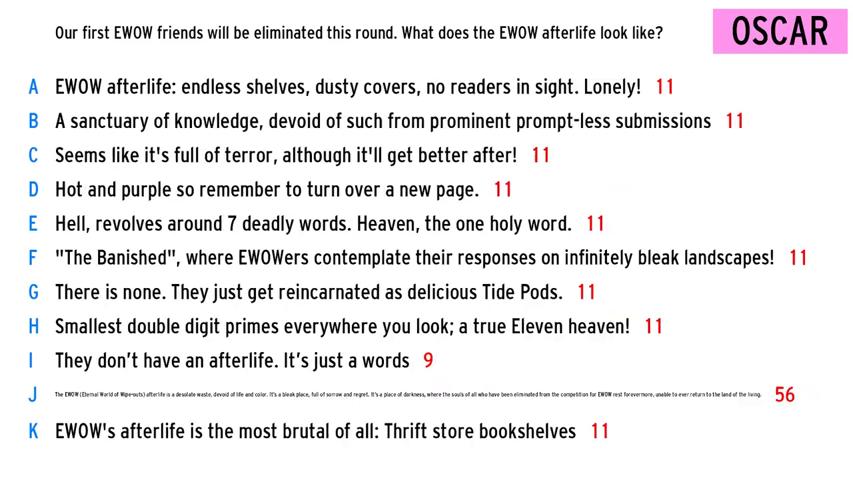 Our first EWOW friends will be eliminated this round. What does the EWOW afterlife look like?
OSCAR
A EWOW afterlife: endless shelves, dusty covers, no readers in sight. Lonely! 11
B A sanctuary of knowledge, devoid of such from prominent prompt-less submissions 11
C Seems like it's full of terror, although it'll get better after! 11
D Hot and purple so remember to turn over a new page. 11
E Hell, revolves around 7 deadly words. Heaven, the one holy word. 11
F "The Banished", where EWOWers contemplate their responses on infinitely bleak landscapes! 11
G There is none. They just get reincarnated as delicious Tide Pods. 11
H Smallest double digit primes everywhere you look; a true Eleven heaven! 11
I They don’t have an afterlife. It’s just a words 9
J The EWOW (Eternal World of Wipe-outs) afterlife is a desolate waste, devoid of life and color. It's a bleak place, full of sorrow and regret. It's a place of darkness, where the souls of all who have been eliminated from the competition for EWOW rest forevermore, unable to ever return to the land of the living. 56
K EWOW's afterlife is the most brutal of all: Thrift store bookshelves 11